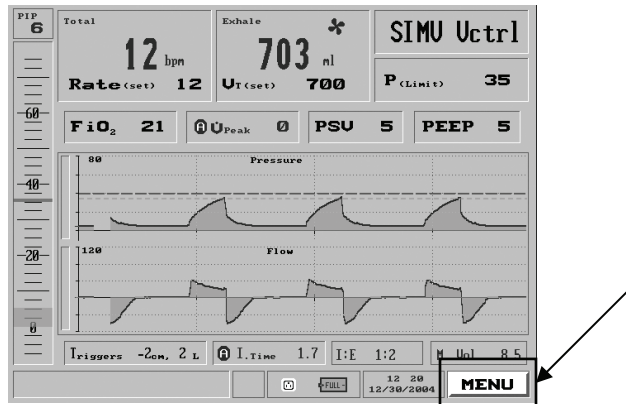 PIP
6
60
40
20
0
Total
12 bpm
Rate(set) 12
Exhale
703 ml
VT(set) 700
SIMV Vctrl
P(Limit) 35
FiO2 21
A V̇Peak 0
PSV 5
PEEP 5
80
Pressure
120
Flow
Triggers -2cm, 2 L
A I.Time 1.7
I:E 1:2
M Vol 8.5
FULL
12 20
12/30/2004
MENU